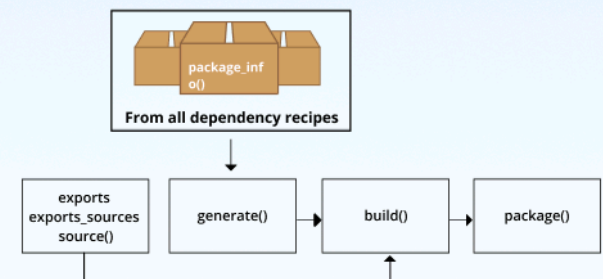 package_inf
o()
From all dependency recipes
exports
exports_sources
source()
generate()
build()
package()